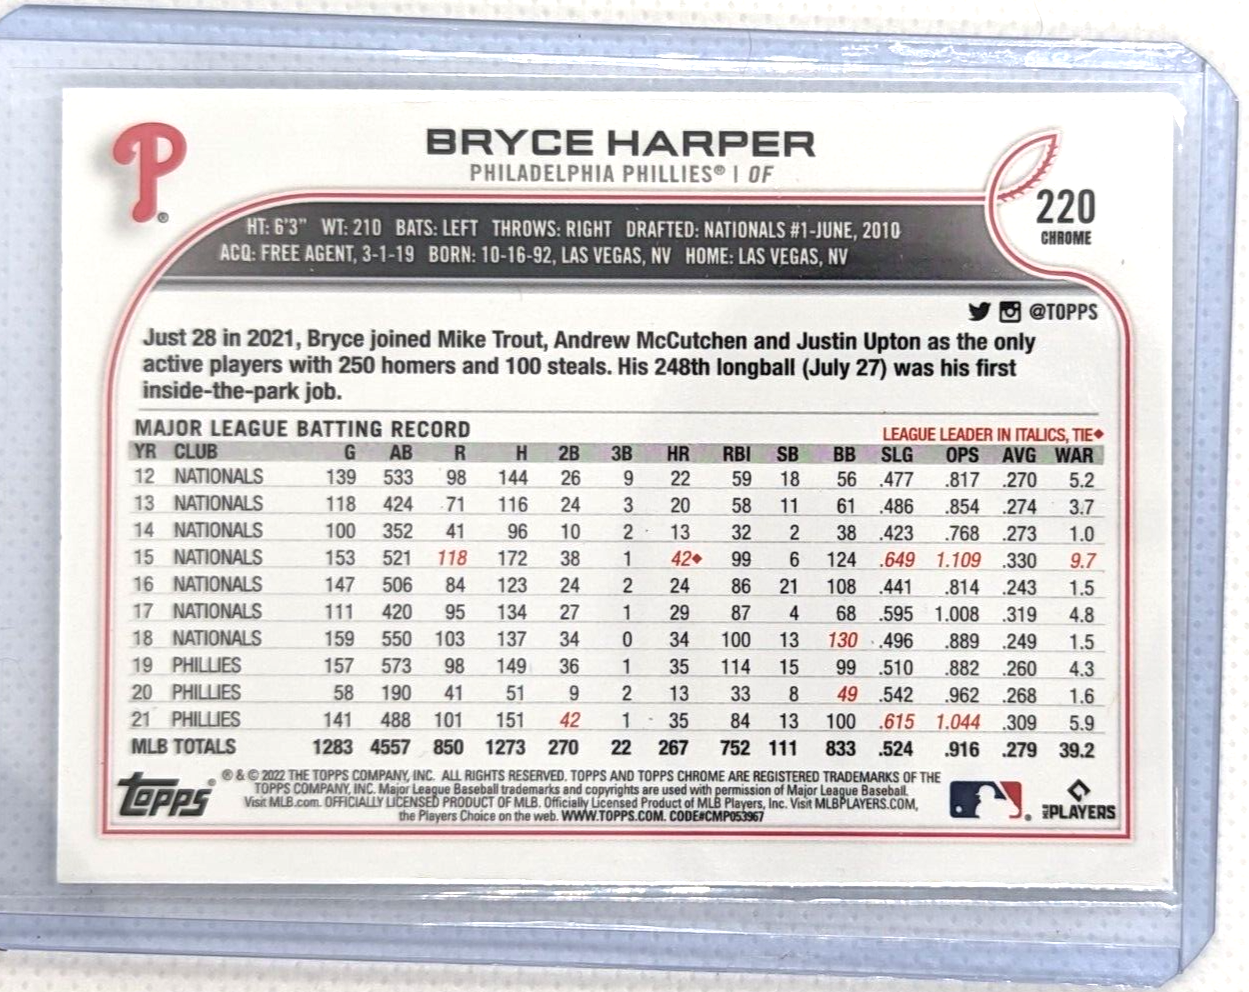 P®
BRYCE HARPER
PHILADELPHIA PHILLIES® | OF
220
CHROME
HT: 6'3" WT: 210 BATS: LEFT THROWS: RIGHT DRAFTED: NATIONALS #1-JUNE, 2010
ACQ: FREE AGENT, 3-1-19 BORN: 10-16-92, LAS VEGAS, NV HOME: LAS VEGAS, NV
@TOPPS
Just 28 in 2021, Bryce joined Mike Trout, Andrew McCutchen and Justin Upton as the only
active players with 250 homers and 100 steals. His 248th longball (July 27) was his first
inside-the-park job.
MAJOR LEAGUE BATTING RECORD
LEAGUE LEADER IN ITALICS, TIE◆
YR CLUB G AB R H 2B 3B HR RBI SB BB SLG OPS AVG WAR
12 NATIONALS 139 533 98 144 26 9 22 59 18 56 .477 .817 .270 5.2
13 NATIONALS 118 424 71 116 24 3 20 58 11 61 .486 .854 .274 3.7
14 NATIONALS 100 352 41 96 10 2 13 32 2 38 .423 .768 .273 1.0
15 NATIONALS 153 521 118 172 38 1 42◆ 99 6 124 .649 1.109 .330 9.7
16 NATIONALS 147 506 84 123 24 2 24 86 21 108 .441 .814 .243 1.5
17 NATIONALS 111 420 95 134 27 1 29 87 4 68 .595 1.008 .319 4.8
18 NATIONALS 159 550 103 137 34 0 34 100 13 130 .496 .889 .249 1.5
19 PHILLIES 157 573 98 149 36 1 35 114 15 99 .510 .882 .260 4.3
20 PHILLIES 58 190 41 51 9 2 13 33 8 49 .542 .962 .268 1.6
21 PHILLIES 141 488 101 151 42 1 35 84 13 100 .615 1.044 .309 5.9
MLB TOTALS 1283 4557 850 1273 270 22 267 752 111 833 .524 .916 .279 39.2
Topps®
® & © 2022 THE TOPPS COMPANY, INC. ALL RIGHTS RESERVED. TOPPS AND TOPPS CHROME ARE REGISTERED TRADEMARKS OF THE
TOPPS COMPANY, INC. Major League Baseball trademarks and copyrights are used with permission of Major League Baseball.
Visit MLB.com. OFFICIALLY LICENSED PRODUCT OF MLB. Officially Licensed Product of MLB Players, Inc. Visit MLBPLAYERS.COM,
the Players Choice on the web. WWW.TOPPS.COM. CODE#CMP053967
MLB PLAYERS